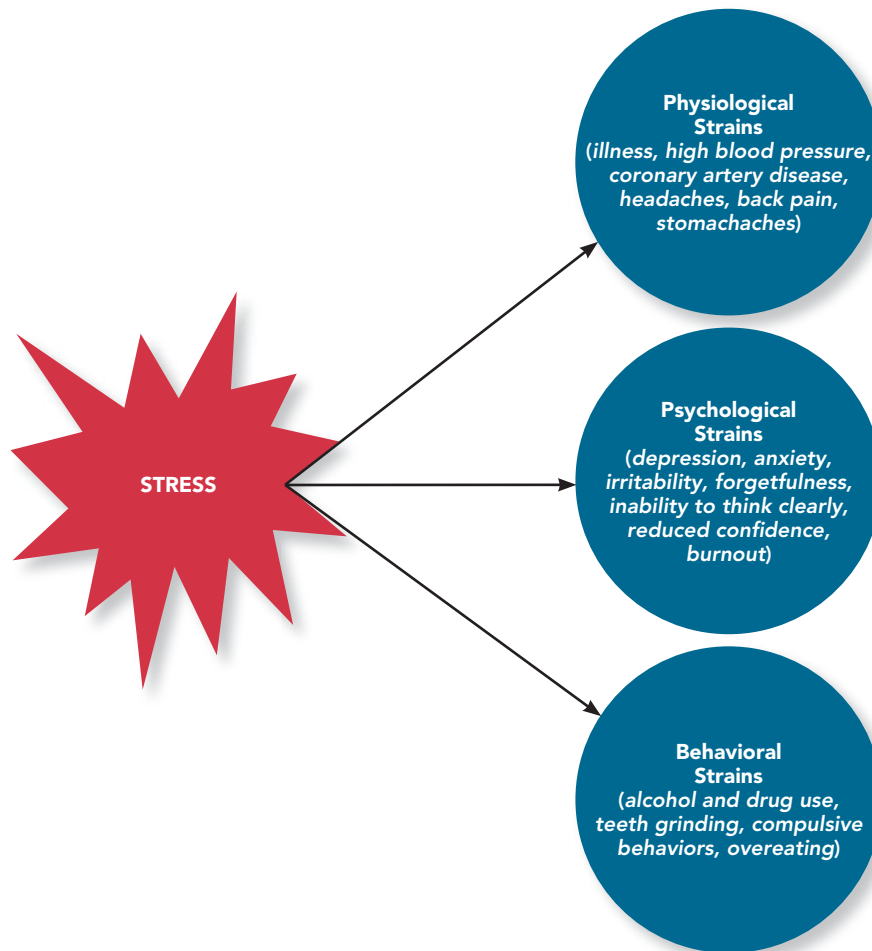 Physiological
Strains
(illness, high blood pressure,
coronary artery disease,
headaches, back pain,
stomachaches)
STRESS
Psychological
Strains
(depression, anxiety,
irritability, forgetfulness,
inability to think clearly,
reduced confidence,
burnout)
Behavioral
Strains
(alcohol and drug use,
teeth grinding, compulsive
behaviors, overeating)